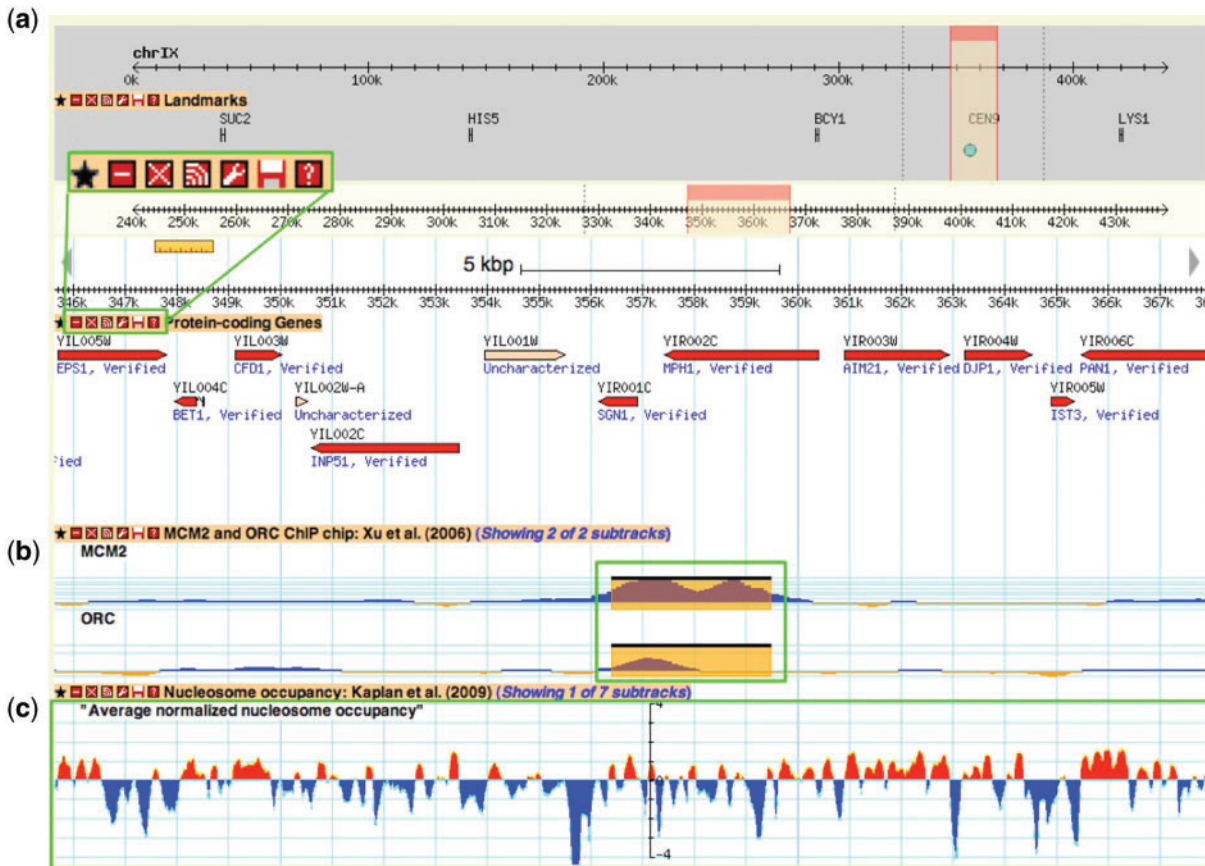 (a)
chrIX
0k 100k 200k 300k 400k
Landmarks
SUC2 HIS5 BCY1 CEN9 LYS1
240k 250k 260k 270k 280k 290k 300k 310k 320k 330k 340k 350k 360k 370k 380k 390k 400k 410k 420k 430k
5 kbp
346k 347k 348k 349k 350k 351k 352k 353k 354k 355k 356k 357k 358k 359k 360k 361k 362k 363k 364k 365k 366k 367k
Protein-coding Genes
YIL005W YIL003W YIL001W YIR002C YIR003W YIR004W YIR006C
EPS1, Verified CFD1, Verified Uncharacterized MPH1, Verified AIM21, Verified DJP1, Verified PAN1, Verified
YIL004C YIL002W-A YIR001C YIR005W
BET1, Verified Uncharacterized SGN1, Verified IST3, Verified
YIL002C
INP51, Verified
fied
MCM2 and ORC ChIP chip: Xu et al. (2006) (Showing 2 of 2 subtracks)
(b)
MCM2
ORC
Nucleosome occupancy: Kaplan et al. (2009) (Showing 1 of 7 subtracks)
(c)
"Average normalized nucleosome occupancy"
4
0
-4